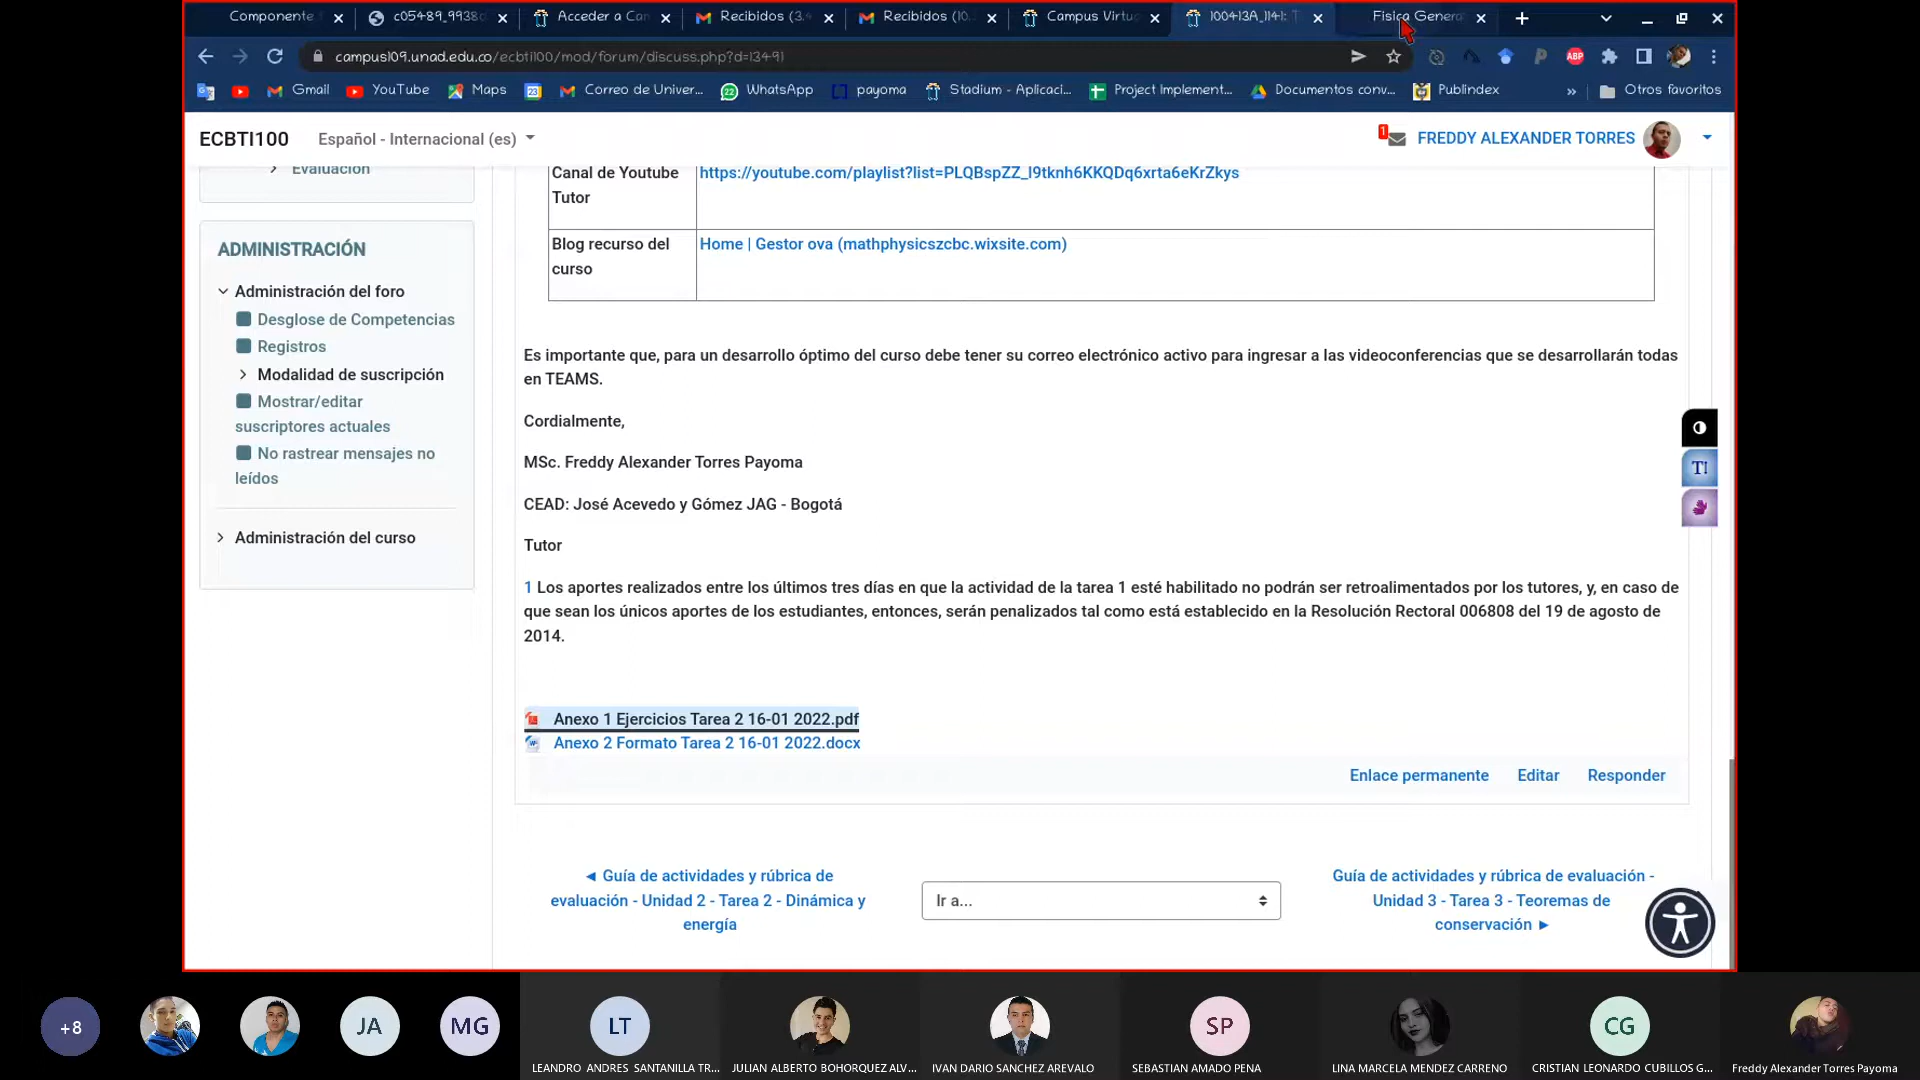 Componente
c05489_9938
Acceder a Can
Recibidos (3.4
Recibidos (10.
Campus Virtu
100413A_1141: T
Fisica Genera
campus109.unad.edu.co/ecbti100/mod/forum/discuss.php?d=13491
ABP
Gmail
YouTube
Maps
23
Correo de Univer...
22
WhatsApp
payoma
Stadium - Aplicaci...
Project Implement...
Documentos conv...
Publindex
»
Otros favoritos
ECBTI100
Español - Internacional (es)
1
FREDDY ALEXANDER TORRES
Evaluación
ADMINISTRACIÓN
Administración del foro
Desglose de Competencias
Registros
Modalidad de suscripción
Mostrar/editar
suscriptores actuales
No rastrear mensajes no
leídos
Administración del curso
Canal de Youtube
Tutor
https://youtube.com/playlist?list=PLQBspZZ_I9tknh6KKQDq6xrta6eKrZkys
Blog recurso del
curso
Home | Gestor ova (mathphysicszcbc.wixsite.com)
Es importante que, para un desarrollo óptimo del curso debe tener su correo electrónico activo para ingresar a las videoconferencias que se desarrollarán todas
en TEAMS.
Cordialmente,
MSc. Freddy Alexander Torres Payoma
CEAD: José Acevedo y Gómez JAG - Bogotá
Tutor
1 Los aportes realizados entre los últimos tres días en que la actividad de la tarea 1 esté habilitado no podrán ser retroalimentados por los tutores, y, en caso de
que sean los únicos aportes de los estudiantes, entonces, serán penalizados tal como está establecido en la Resolución Rectoral 006808 del 19 de agosto de
2014.
Anexo 1 Ejercicios Tarea 2 16-01 2022.pdf
Anexo 2 Formato Tarea 2 16-01 2022.docx
Enlace permanente
Editar
Responder
◄ Guía de actividades y rúbrica de
evaluación - Unidad 2 - Tarea 2 - Dinámica y
energía
Ir a...
Guía de actividades y rúbrica de evaluación -
Unidad 3 - Tarea 3 - Teoremas de
conservación ►
T!
+8
JA
MG
LT
SP
CG
LEANDRO ANDRES SANTANILLA TR...
JULIAN ALBERTO BOHORQUEZ ALV...
IVAN DARIO SANCHEZ AREVALO
SEBASTIAN AMADO PENA
LINA MARCELA MENDEZ CARRENO
CRISTIAN LEONARDO CUBILLOS G...
Freddy Alexander Torres Payoma